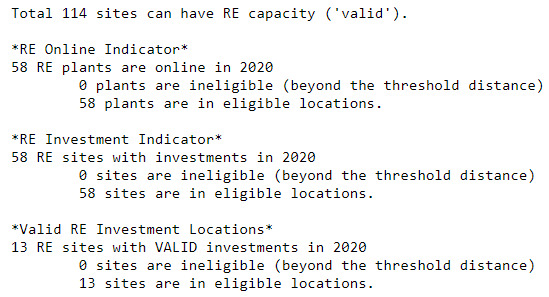 Total 114 sites can have RE capacity ('valid').

*RE Online Indicator*
58 RE plants are online in 2020
        0 plants are ineligible (beyond the threshold distance)
        58 plants are in eligible locations.

*RE Investment Indicator*
58 RE sites with investments in 2020
        0 sites are ineligible (beyond the threshold distance)
        58 sites are in eligible locations.

*Valid RE Investment Locations*
13 RE sites with VALID investments in 2020
        0 sites are ineligible (beyond the threshold distance)
        13 sites are in eligible locations.